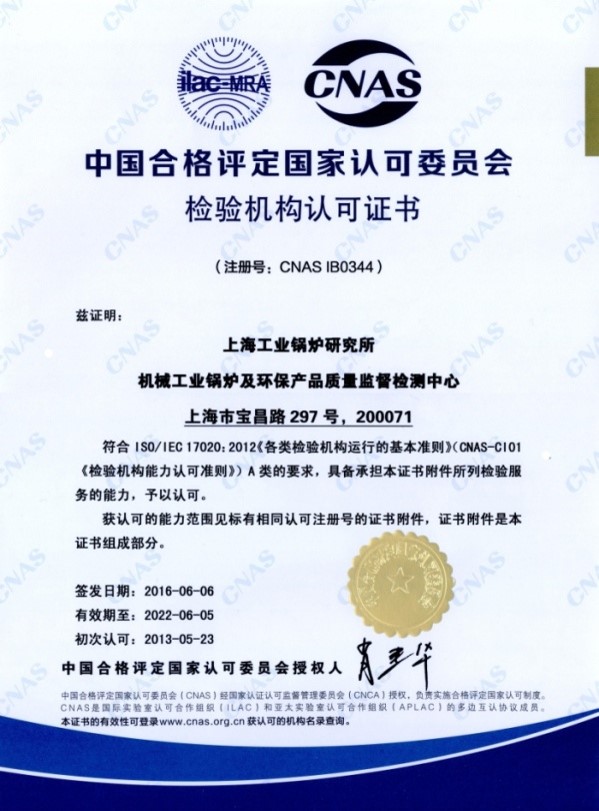 ilac-MRA
CNAS
中国合格评定国家认可委员会
检验机构认可证书
（注册号：CNAS IB0344）
兹证明：
上海工业锅炉研究所
机械工业锅炉及环保产品质量监督检测中心
上海市宝昌路 297 号，200071
符合 ISO/IEC 17020：2012《各类检验机构运行的基本准则》（CNAS-CI01
《检验机构能力认可准则》）A 类的要求，具备承担本证书附件所列检验服
务的能力，予以认可。
获认可的能力范围见标有相同认可注册号的证书附件，证书附件是本
证书组成部分。
签发日期：2016-06-06
有效期至：2022-06-05
初次认可：2013-05-23
中国合格评定国家认可委员会授权人
中国合格评定国家认可委员会（CNAS）经国家认证认可监督管理委员会（CNCA）授权，负责实施合格评定国家认可制度。
CNAS是国际实验室认可合作组织（ILAC）和亚太实验室认可合作组织（APLAC）的多边互认协议成员。
本证书的有效性可登录www.cnas.org.cn获认可的机构名录查询。